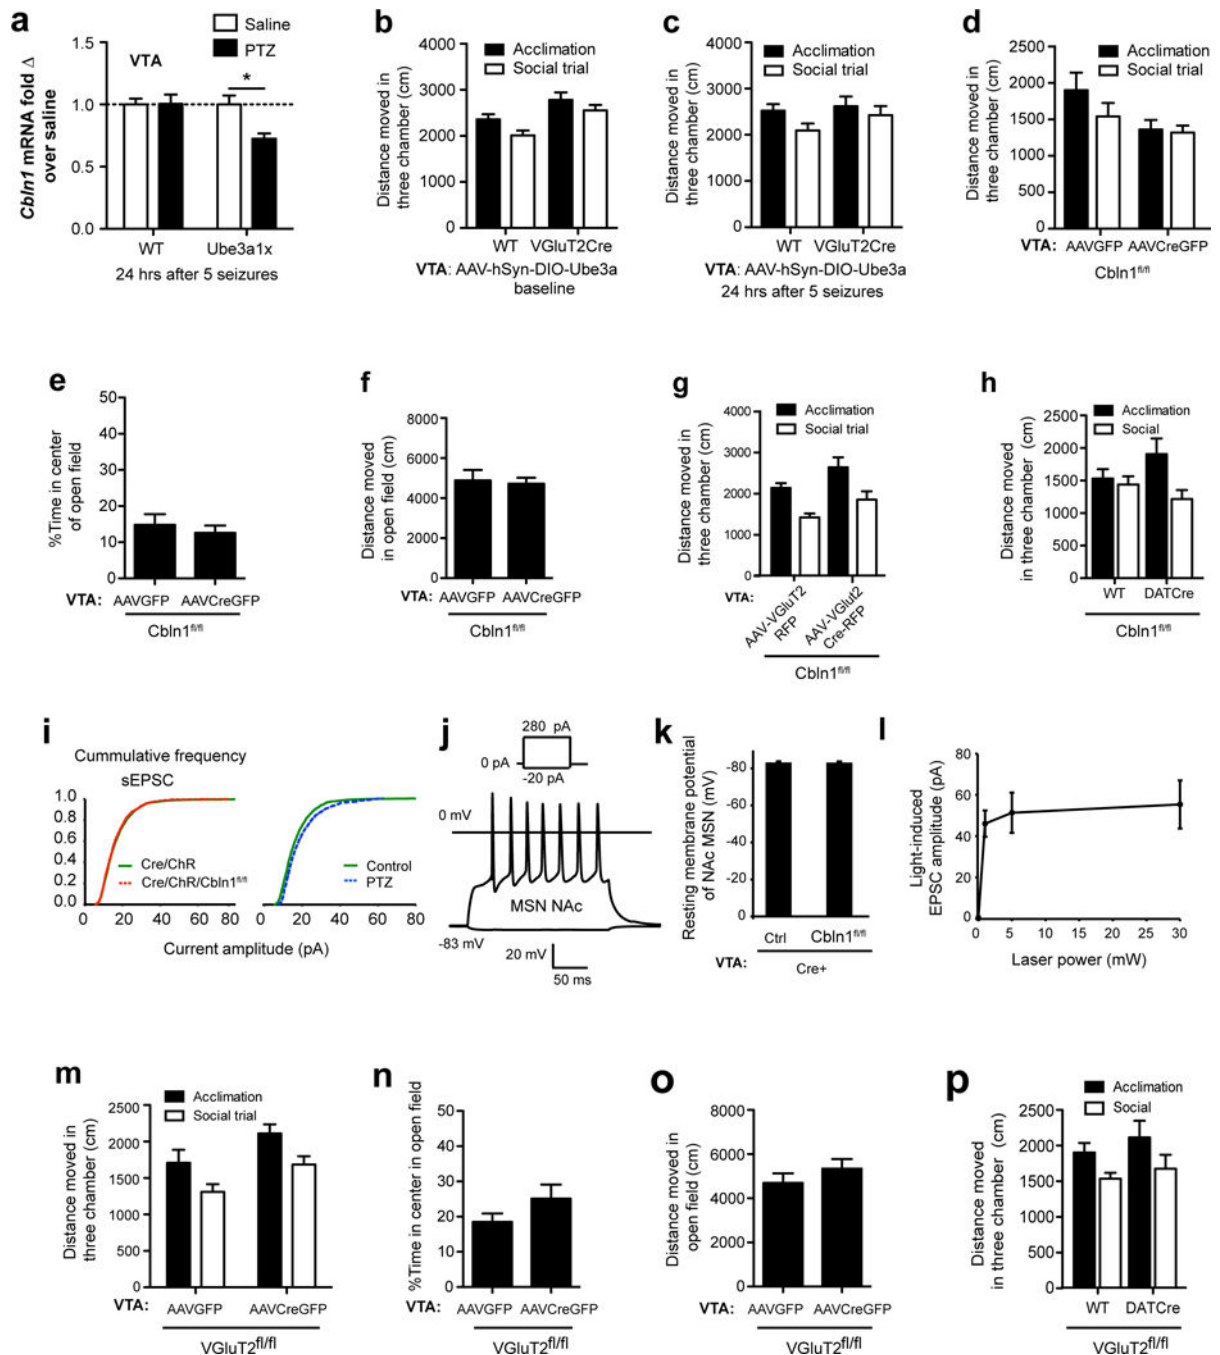 a
Saline
PTZ
VTA
*
Cbln1 mRNA fold Δ
over saline
1.5
1.0
0.5
0.0
WT
Ube3a1x
24 hrs after 5 seizures
b
Acclimation
Social trial
Distance moved in
three chamber (cm)
4000
3000
2000
1000
0
WT
VGluT2Cre
VTA: AAV-hSyn-DIO-Ube3a
baseline
c
Acclimation
Social trial
Distance moved in
three chamber (cm)
4000
3000
2000
1000
0
WT
VGluT2Cre
VTA: AAV-hSyn-DIO-Ube3a
24 hrs after 5 seizures
d
Acclimation
Social trial
Distance moved in
three chamber (cm)
2500
2000
1500
1000
500
0
VTA: AAVGFP AAVCreGFP
Cbln1fl/fl
e
%Time in center
of open field
50
40
30
20
10
0
VTA: AAVGFP AAVCreGFP
Cbln1fl/fl
f
Distance moved
in open field (cm)
8000
6000
4000
2000
0
VTA: AAVGFP AAVCreGFP
Cbln1fl/fl
g
Acclimation
Social trial
Distance moved in
three chamber (cm)
4000
3000
2000
1000
0
VTA:
AAV-VGluT2
RFP
AAV-VGlut2
Cre-RFP
Cbln1fl/fl
h
Acclimation
Social
Distance moved
in three chamber (cm)
2500
2000
1500
1000
500
0
WT
DATCre
Cbln1fl/fl
i
Cummulative frequency
sEPSC
1.0
0.8
0.6
0.4
0.2
0.0
Cre/ChR
Cre/ChR/Cbln1fl/fl
0 20 40 60 80
Control
PTZ
0 20 40 60 80
Current amplitude (pA)
j
280 pA
0 pA
-20 pA
0 mV
MSN NAc
-83 mV
20 mV
50 ms
k
Resting membrane potential
of NAc MSN (mV)
-80
-60
-40
-20
0
Ctrl
Cbln1fl/fl
VTA:
Cre+
l
Light-induced
EPSC amplitude (pA)
80
60
40
20
0
0 5 10 15 20 25 30
Laser power (mW)
m
Acclimation
Social trial
Distance moved in
three chamber (cm)
2500
2000
1500
1000
500
0
VTA: AAVGFP AAVCreGFP
VGluT2fl/fl
n
%Time in center in open field
50
40
30
20
10
0
VTA: AAVGFP AAVCreGFP
VGluT2fl/fl
o
Distance moved in
open field (cm)
8000
6000
4000
2000
0
VTA: AAVGFP AAVCreGFP
VGluT2fl/fl
p
Acclimation
Social
Distance moved
in three chamber (cm)
2500
2000
1500
1000
500
0
WT
DATCre
VGluT2fl/fl